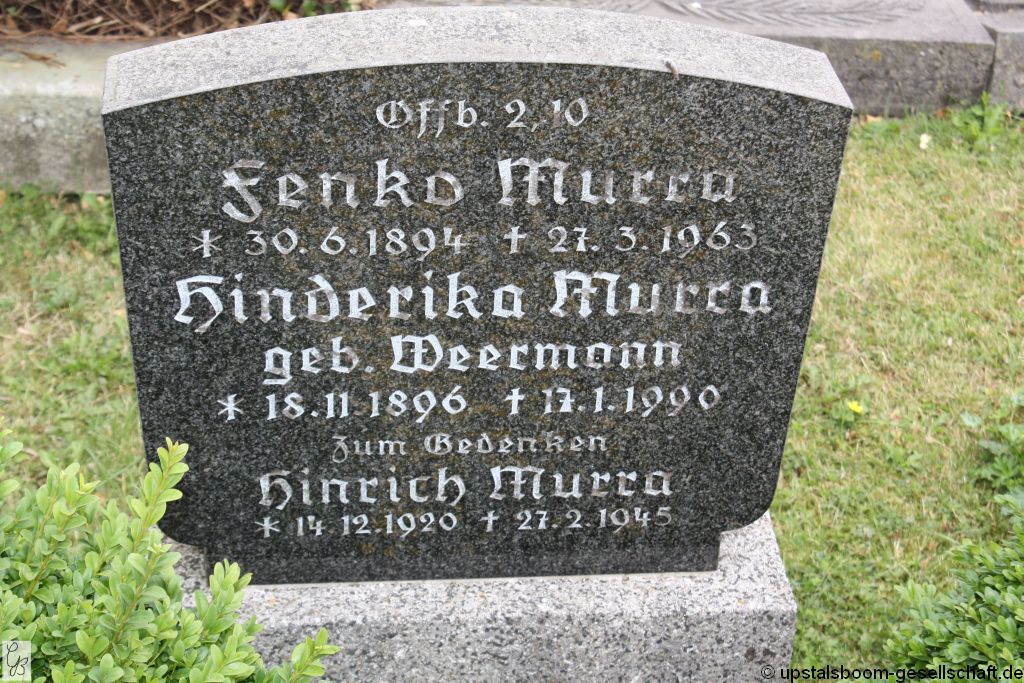 Offb. 2,10
Fenko Murra
* 30.6.1894 † 27.3.1963
Hinderika Murra
geb. Weermann
* 18.11.1896 † 17.1.1990
Zum Gedenken
Hinrich Murra
* 14.12.1920 † 27.2.1945
GB
© upstalsboom-gesellschaft.de